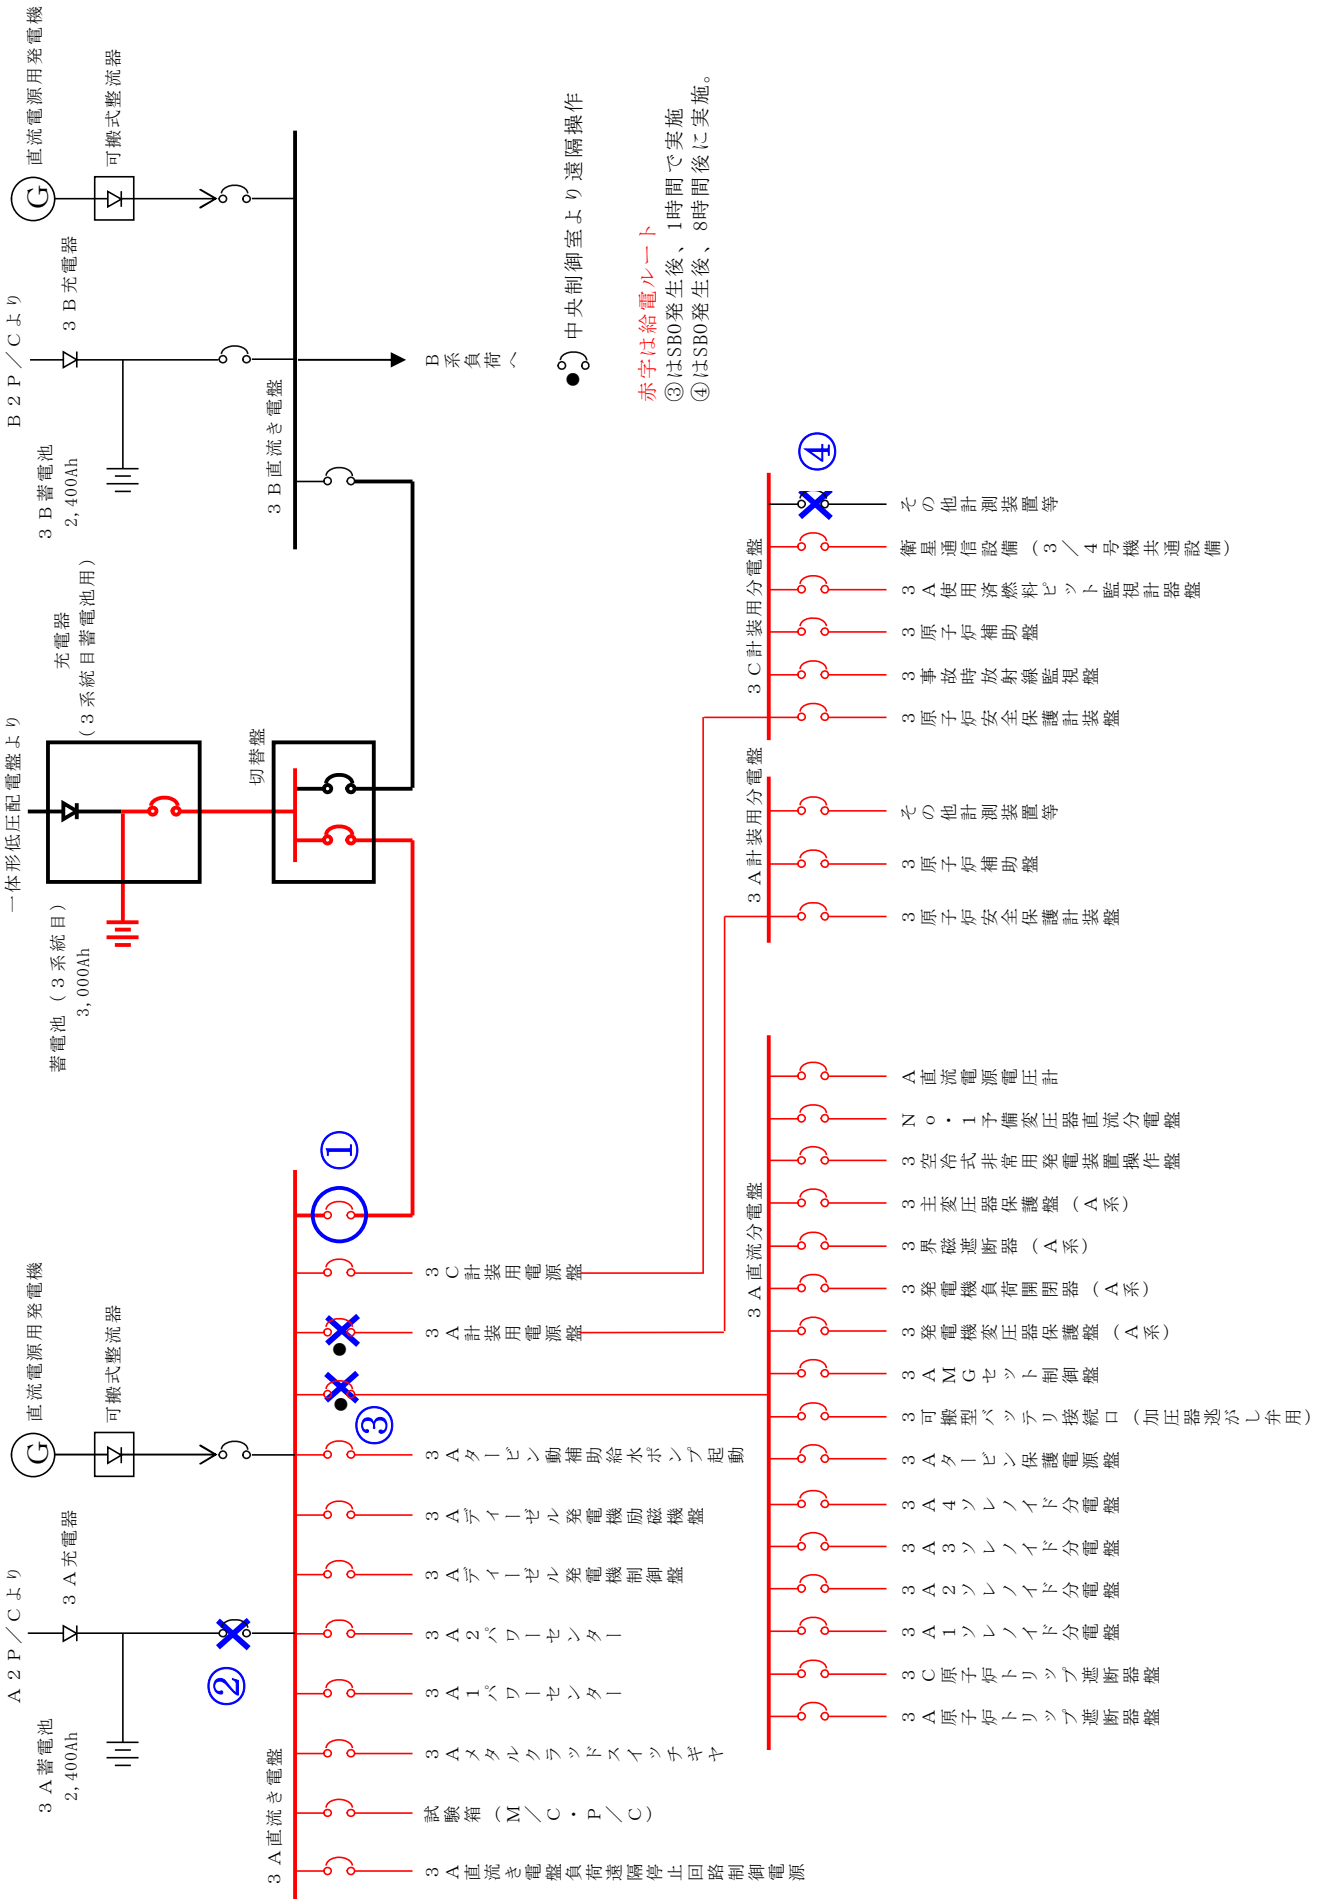 A2P/Cより
3A充電器
3A蓄電池
2,400Ah
直流電源用発電機
G
可搬式整流器
②
3A直流き電盤
3A直流き電盤負荷遠隔停止回路制御電源
試験箱(M/C・P/C)
3Aメタルクラッドスイッチギヤ
3A1パワーセンター
3A2パワーセンター
3Aディーゼル発電機制御盤
3Aディーゼル発電機励磁機盤
3Aタービン動補助給水ポンプ起動
③
3A計装用電源盤
3C計装用電源盤
①
一体形低圧配電盤より
充電器
(3系統目蓄電池用)
蓄電池(3系統目)
3,000Ah
切替盤
B2P/Cより
3B充電器
3B蓄電池
2,400Ah
直流電源用発電機
G
可搬式整流器
3B直流き電盤
B系負荷へ
中央制御室より遠隔操作
赤字は給電ルート
③はSBO発生後、1時間で実施
④はSBO発生後、8時間後に実施。
3A直流分電盤
3A原子炉トリップ遮断器盤
3C原子炉トリップ遮断器盤
3A1ソレノイド分電盤
3A2ソレノイド分電盤
3A3ソレノイド分電盤
3A4ソレノイド分電盤
3Aタービン保護電源盤
3可搬型バッテリ接続口(加圧器逃がし弁用)
3AMGセット制御盤
3発電機変圧器保護盤(A系)
3発電機負荷開閉器(A系)
3界磁遮断器(A系)
3主変圧器保護盤(A系)
3空冷式非常用発電装置操作盤
No・1予備変圧器直流分電盤
A直流電源電圧計
3A計装用分電盤
3原子炉安全保護計装盤
3原子炉補助盤
その他計測装置等
3C計装用分電盤
3原子炉安全保護計装盤
3事故時放射線監視盤
3原子炉補助盤
3A使用済燃料ピット監視計器盤
衛星通信設備(3/4号機共通設備)
その他計測装置等
④